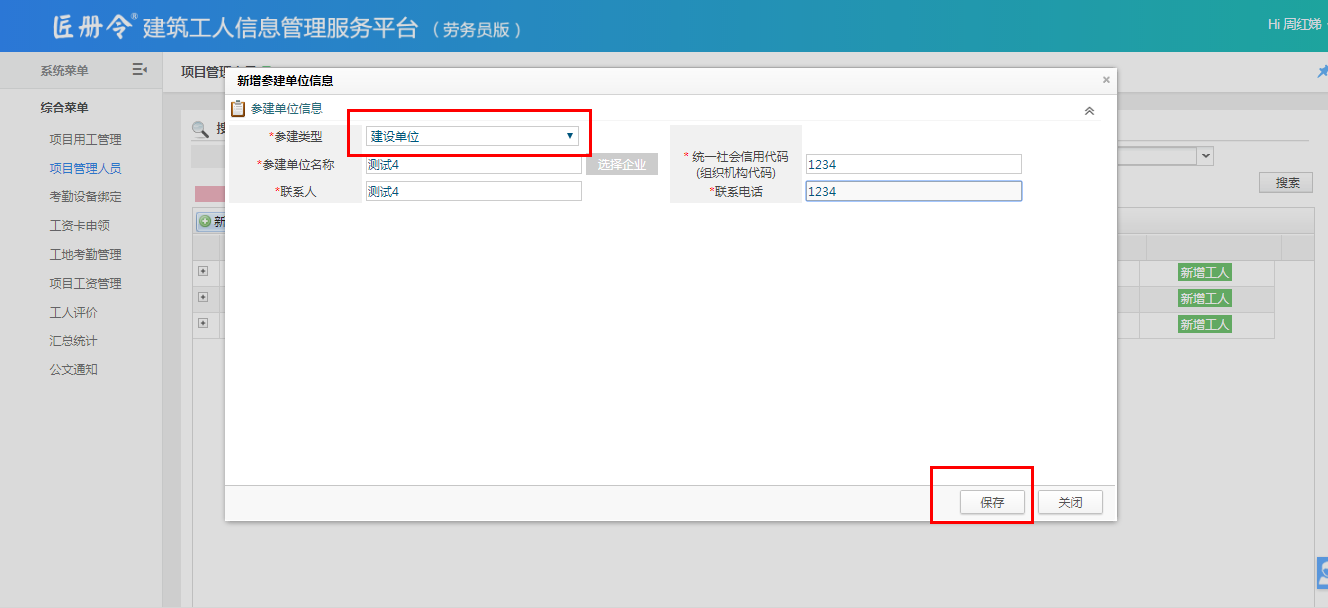 匠册令® 建筑工人信息管理服务平台 (劳务员版)
Hi 周红娣
系统菜单
项目管理
新增参建单位信息
×
综合菜单
参建单位信息
项目用工管理
项目管理人员
考勤设备绑定
工资卡申领
工地考勤管理
项目工资管理
工人评价
汇总统计
公文通知
*参建类型
建设单位
*参建单位名称
测试4
选择企业
* 统一社会信用代码
(组织机构代码)
1234
*联系人
测试4
*联系电话
1234
搜
搜索
新
新增工人
新增工人
新增工人
保存
关闭